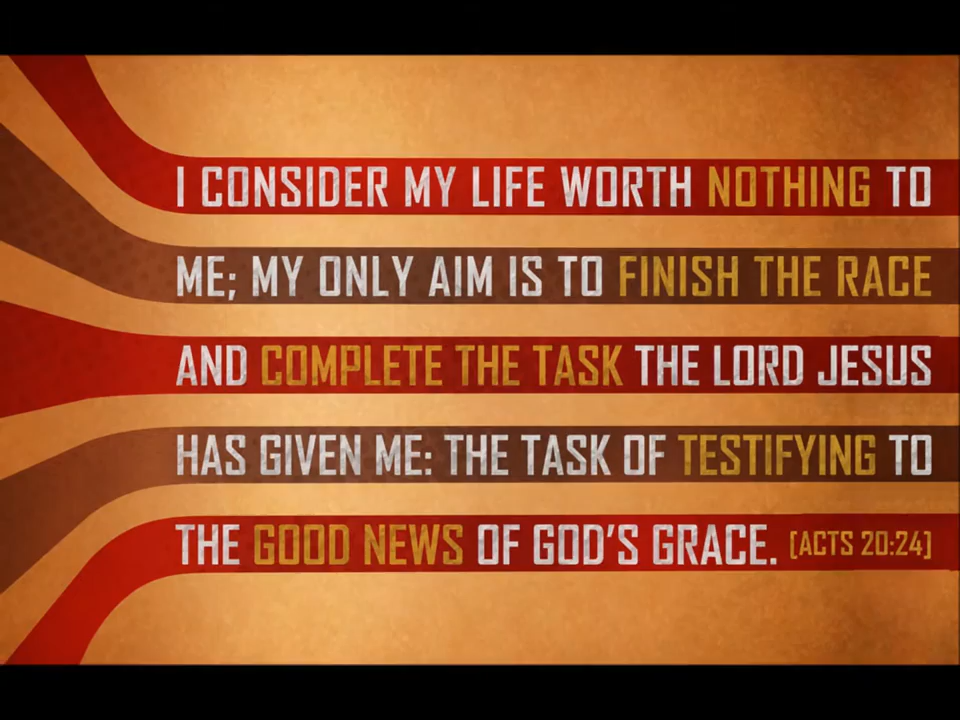 I CONSIDER MY LIFE WORTH NOTHING TO
ME; MY ONLY AIM IS TO FINISH THE RACE
AND COMPLETE THE TASK THE LORD JESUS
HAS GIVEN ME: THE TASK OF TESTIFYING TO
THE GOOD NEWS OF GOD'S GRACE. [ACTS 20:24]